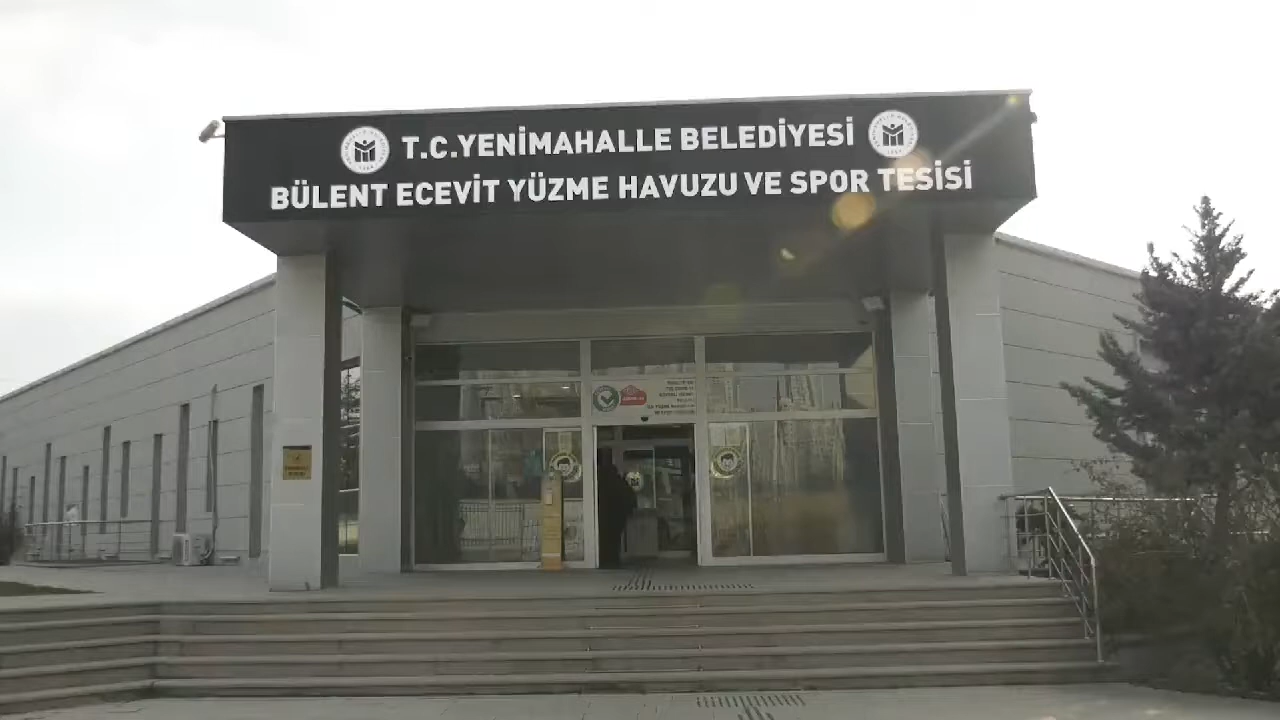 T.C.YENİMAHALLE BELEDİYESİ
BÜLENT ECEVİT YÜZME HAVUZU VE SPOR TESİSİ